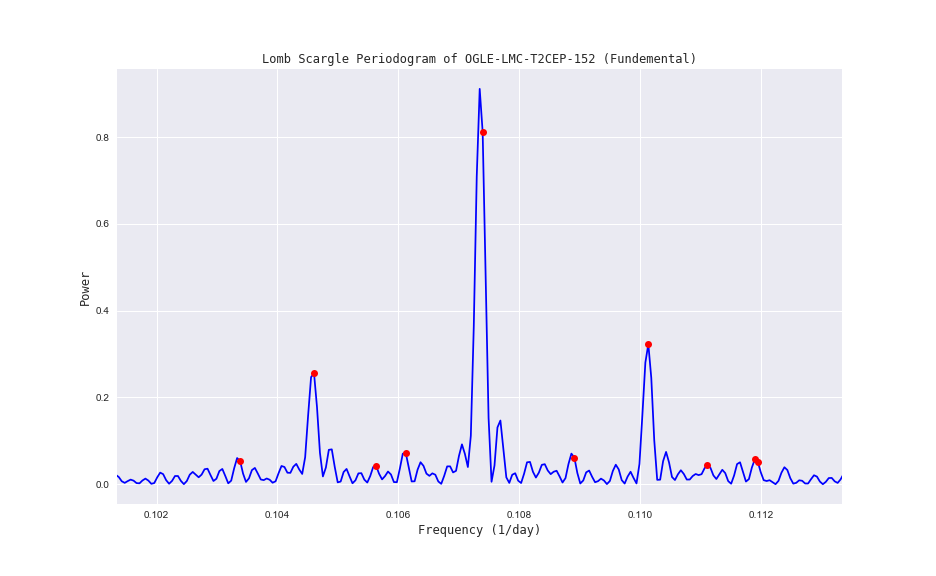 Lomb Scargle Periodogram of OGLE-LMC-T2CEP-152 (Fundemental)
0.8
0.6
0.4
0.2
0.0
Power
0.102 0.104 0.106 0.108 0.110 0.112
Frequency (1/day)